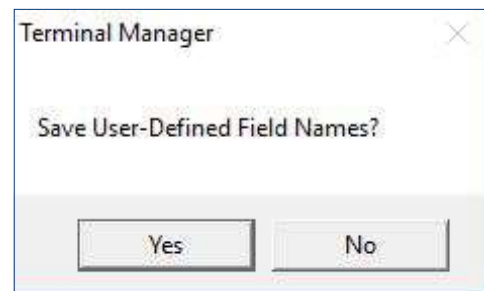 Terminal Manager
Save User-Defined Field Names?
Yes No